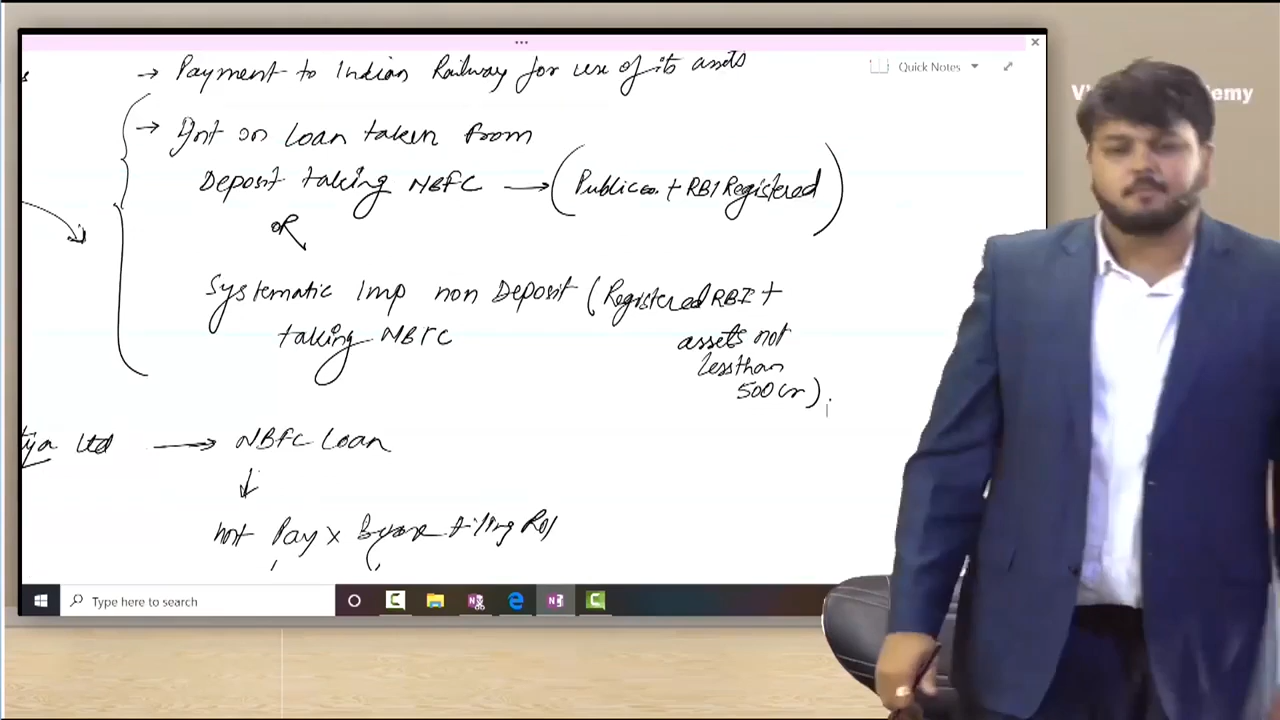 → Payment to Indian Railway for use of its assets
→ Int on Loan taken from
Deposit taking NBFC → (Public co. + RBI Registered)
OR
Systematic Imp non Deposit (Registered RBI +
taking NBFC
assets not
less than
500 Cr)
Ltd → NBFC Loan
↓
not Pay x before filing ROI
Quick Notes
Type here to search